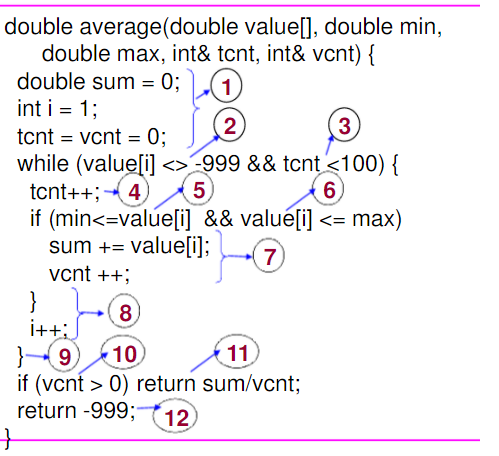 double average(double value[], double min,
double max, int& tcnt, int& vcnt) {
double sum = 0;
1
int i = 1;
2
3
tcnt = vcnt = 0;
while (value[i] <> -999 && tcnt <100) {
tcnt++;
4
5
6
if (min<=value[i] && value[i] <= max)
sum += value[i];
7
vcnt ++;
}
8
i++;
}
9
10
11
if (vcnt > 0) return sum/vcnt;
return -999;
12
}